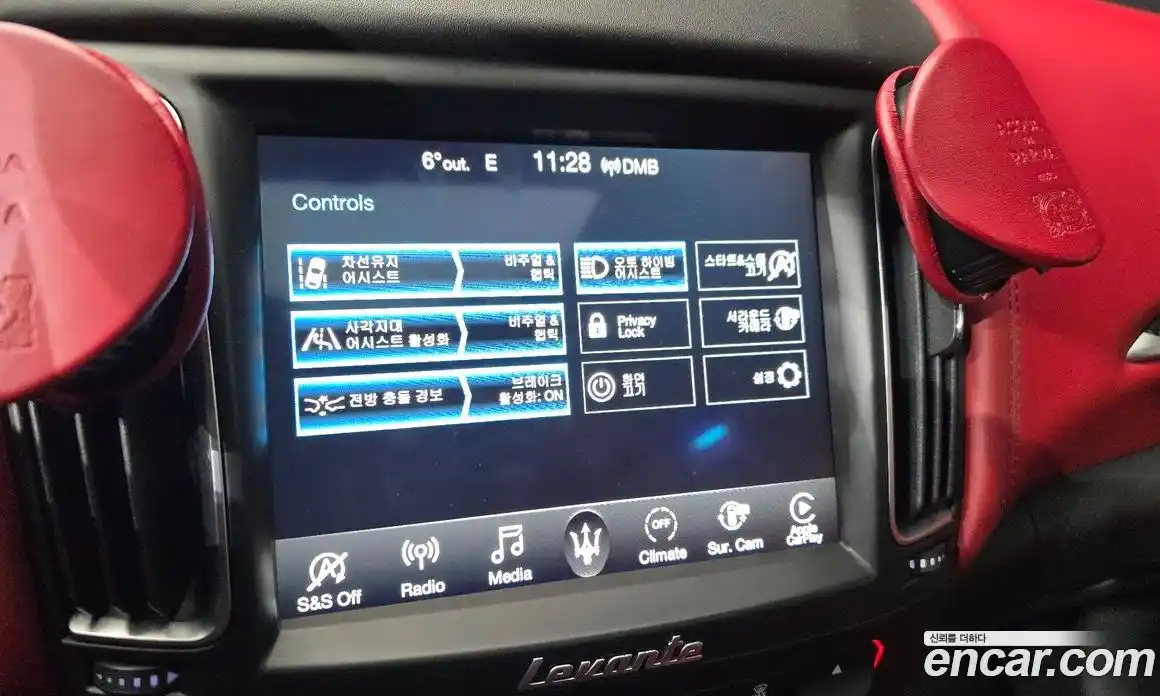 6°out. E 11:28 DMB
Controls
차선유지
어시스트
비주얼 &
햅틱
오토 하이빔
어시스트
스타트&스톱
끄기
사각지대
어시스트 활성화
비주얼 &
햅틱
Privacy
Lock
서라운드
카메라
전방 충돌 경보
브레이크
활성화: ON
화면
끄기
설정
S&S Off
Radio
Media
OFF
Climate
Sur. Cam
Apple
CarPlay
Levante
ACQUA
DI
PARMA
신뢰를 더하다
encar.com